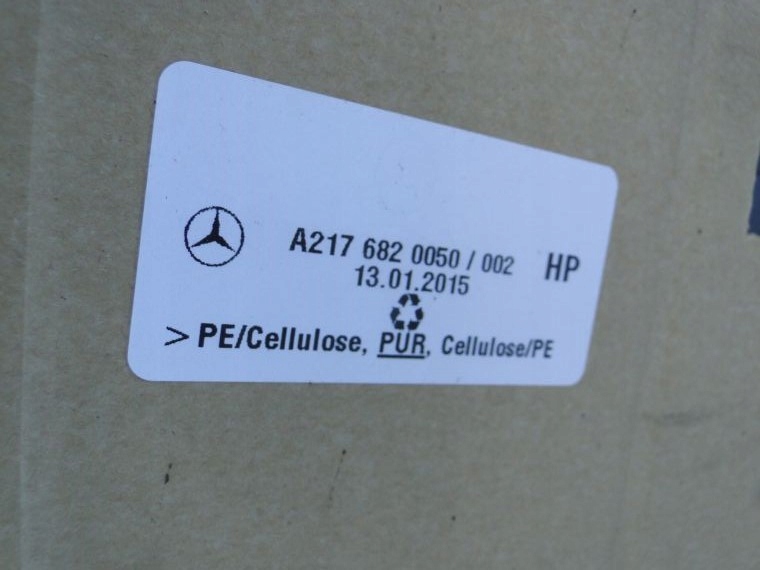 A217 682 0050 / 002 HP
13.01.2015
> PE/Cellulose, PUR, Cellulose/PE